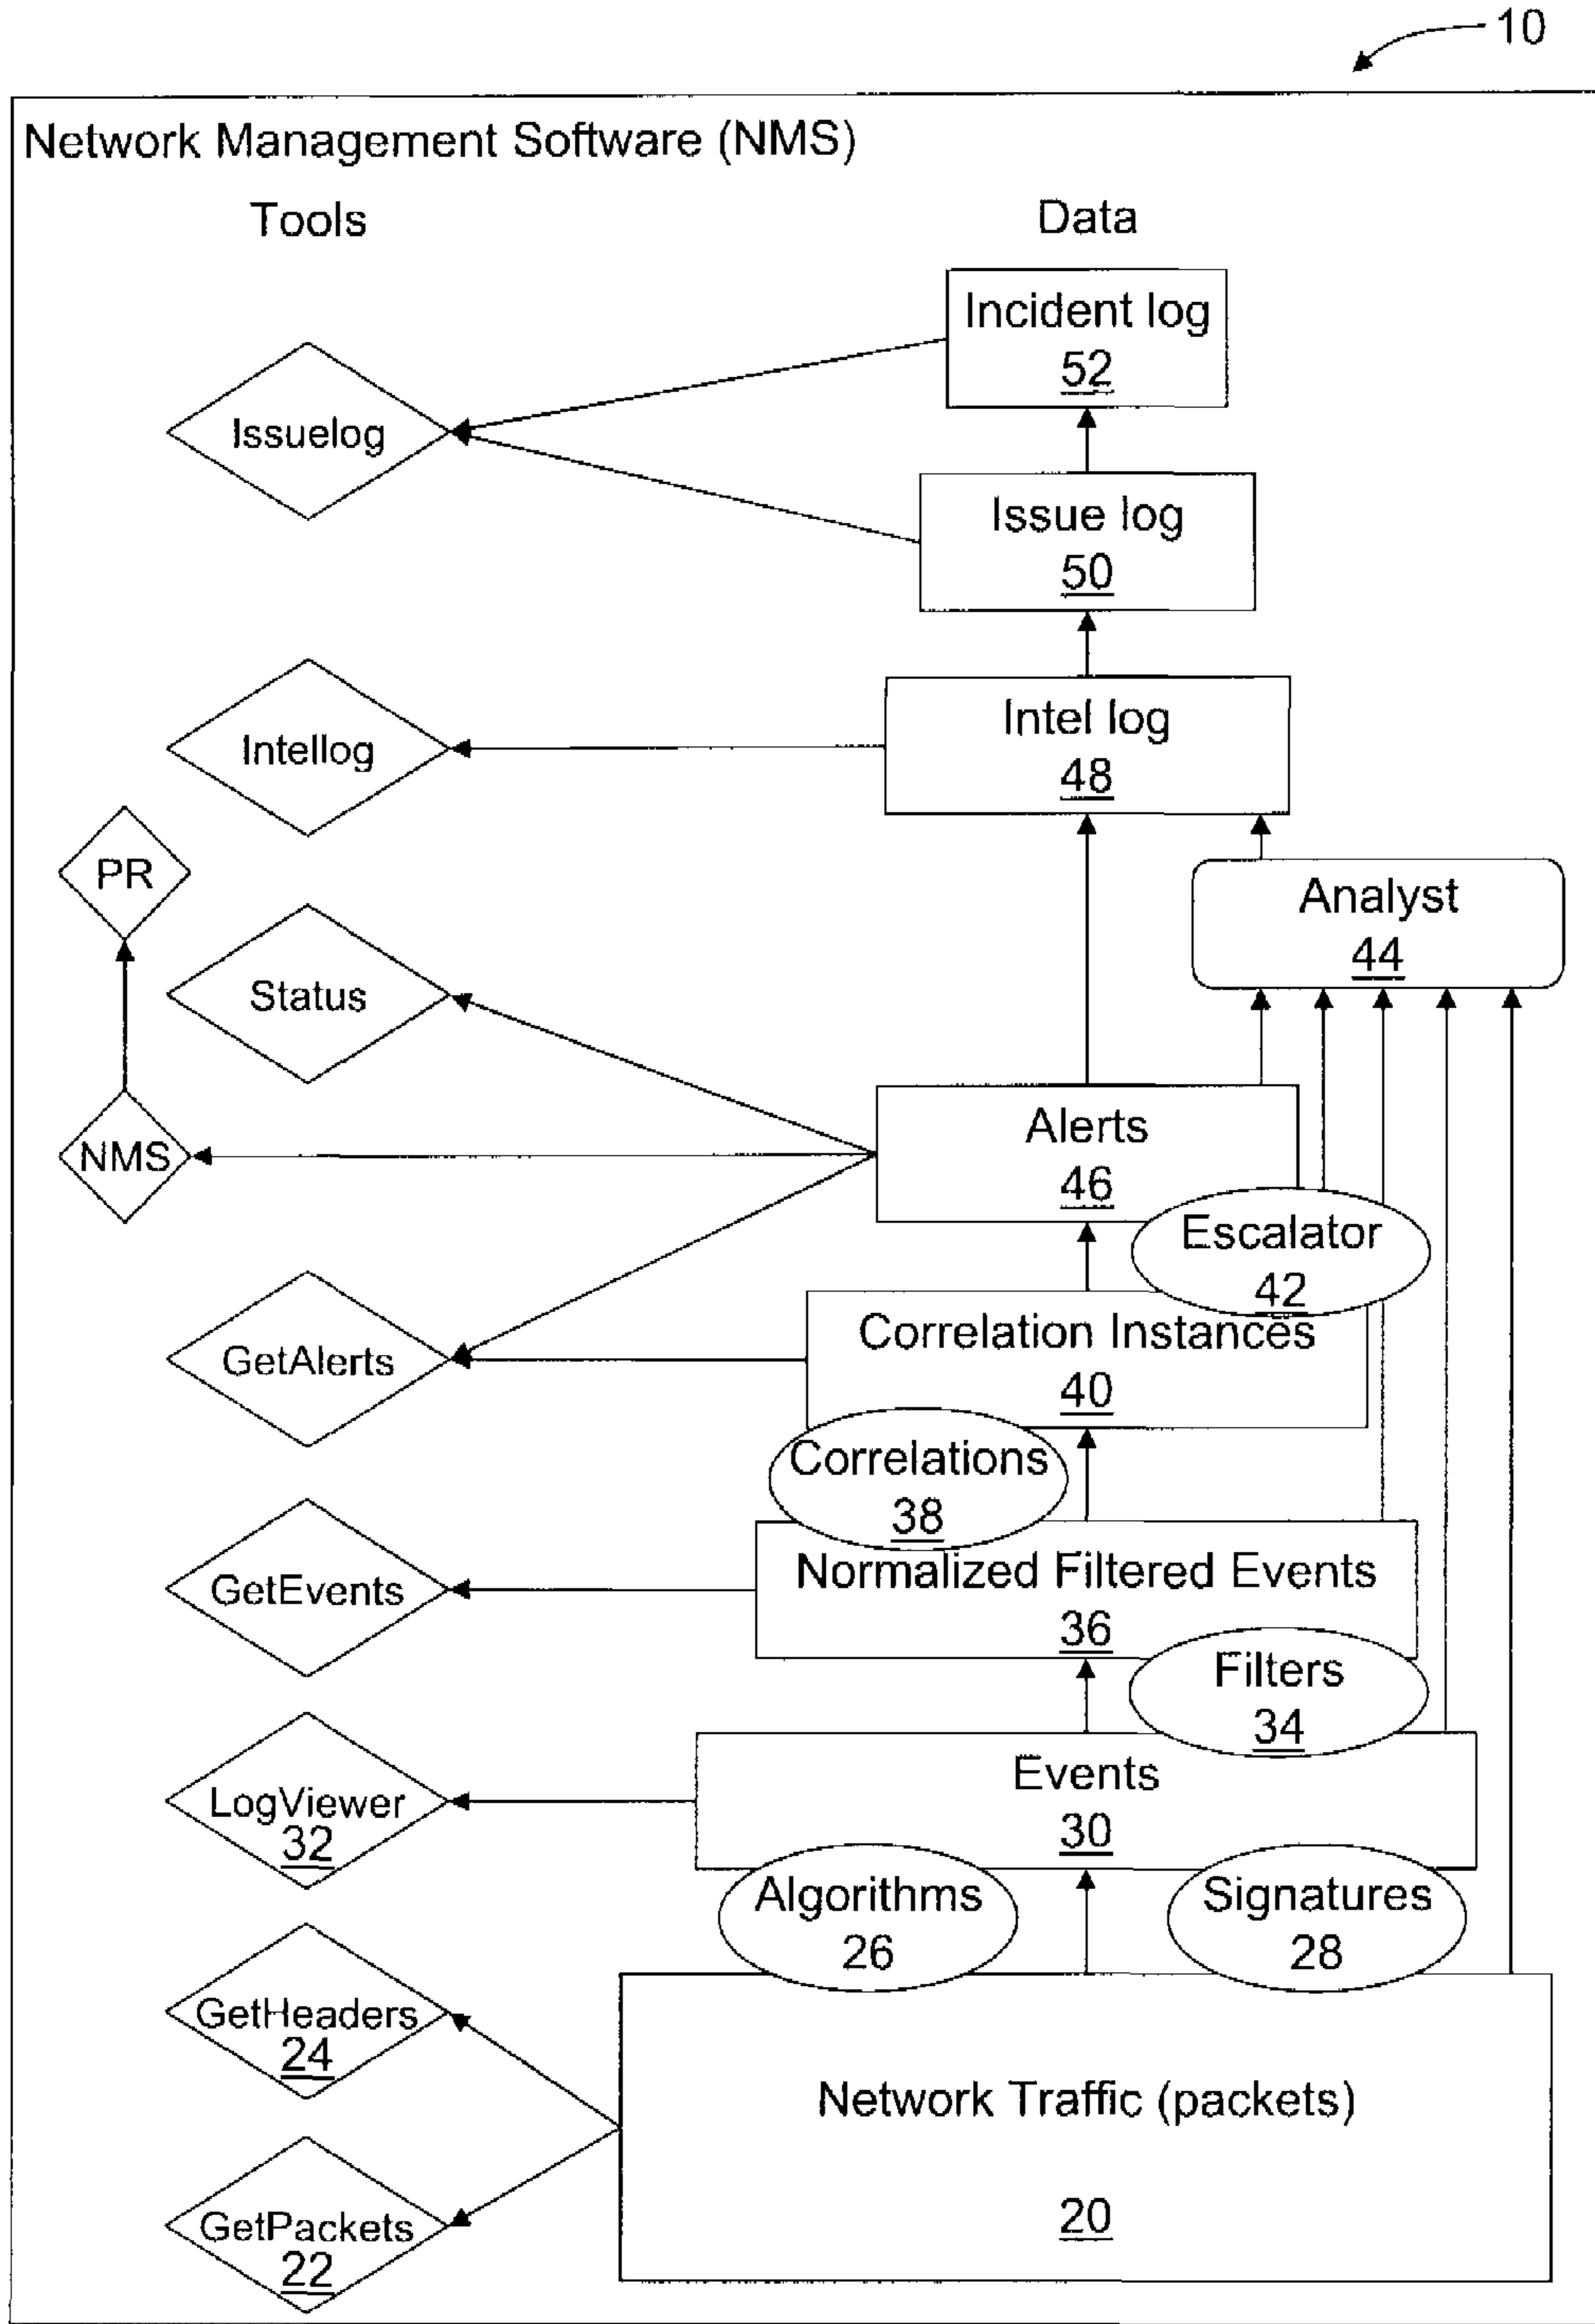 10
Network Management Software (NMS)
Tools
Data
Incident log
52
Issuelog
Issue log
50
Intel log
48
Intellog
PR
Analyst
44
Status
Alerts
46
NMS
Escalator
42
Correlation Instances
40
GetAlerts
Correlations
38
Normalized Filtered Events
36
GetEvents
Filters
34
Events
30
LogViewer
32
Algorithms
26
Signatures
28
GetHeaders
24
Network Traffic (packets)
20
GetPackets
22